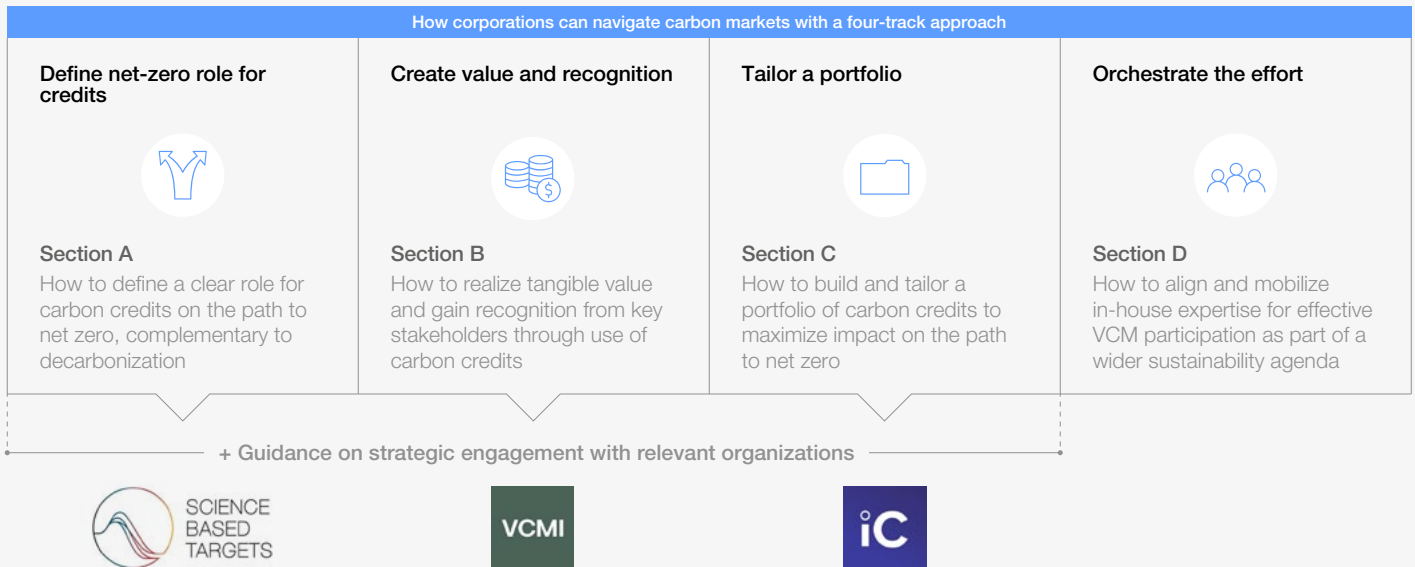 How corporations can navigate carbon markets with a four-track approach
Define net-zero role for
credits
Section A
How to define a clear role for
carbon credits on the path to
net zero, complementary to
decarbonization
Create value and recognition
$
Section B
How to realize tangible value
and gain recognition from key
stakeholders through use of
carbon credits
Tailor a portfolio
Section C
How to build and tailor a
portfolio of carbon credits to
maximize impact on the path
to net zero
Orchestrate the effort
Section D
How to align and mobilize
in-house expertise for effective
VCM participation as part of a
wider sustainability agenda
+ Guidance on strategic engagement with relevant organizations
SCIENCE
BASED
TARGETS
VCMI
iC